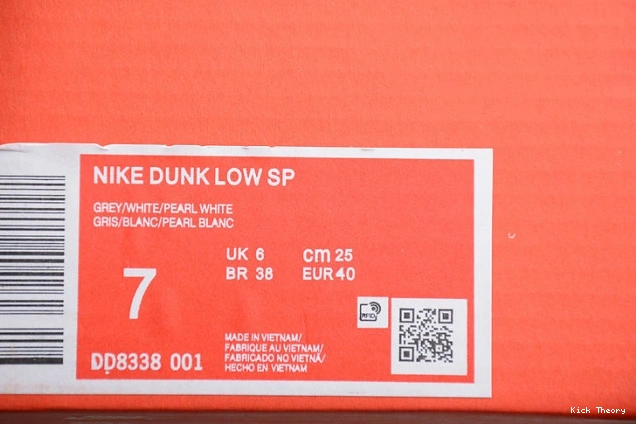 NIKE DUNK LOW SP
GREY/WHITE/PEARL WHITE
GRIS/BLANC/PEARL BLANC
UK 6 cm 25
BR 38 EUR 40
7
RFID
MADE IN VIETNAM/
FABRIQUE AU VIETNAM/
FABRICADO NO VIETNÃ/
HECHO EN VIETNAM
DD8338 001
Kick Theory